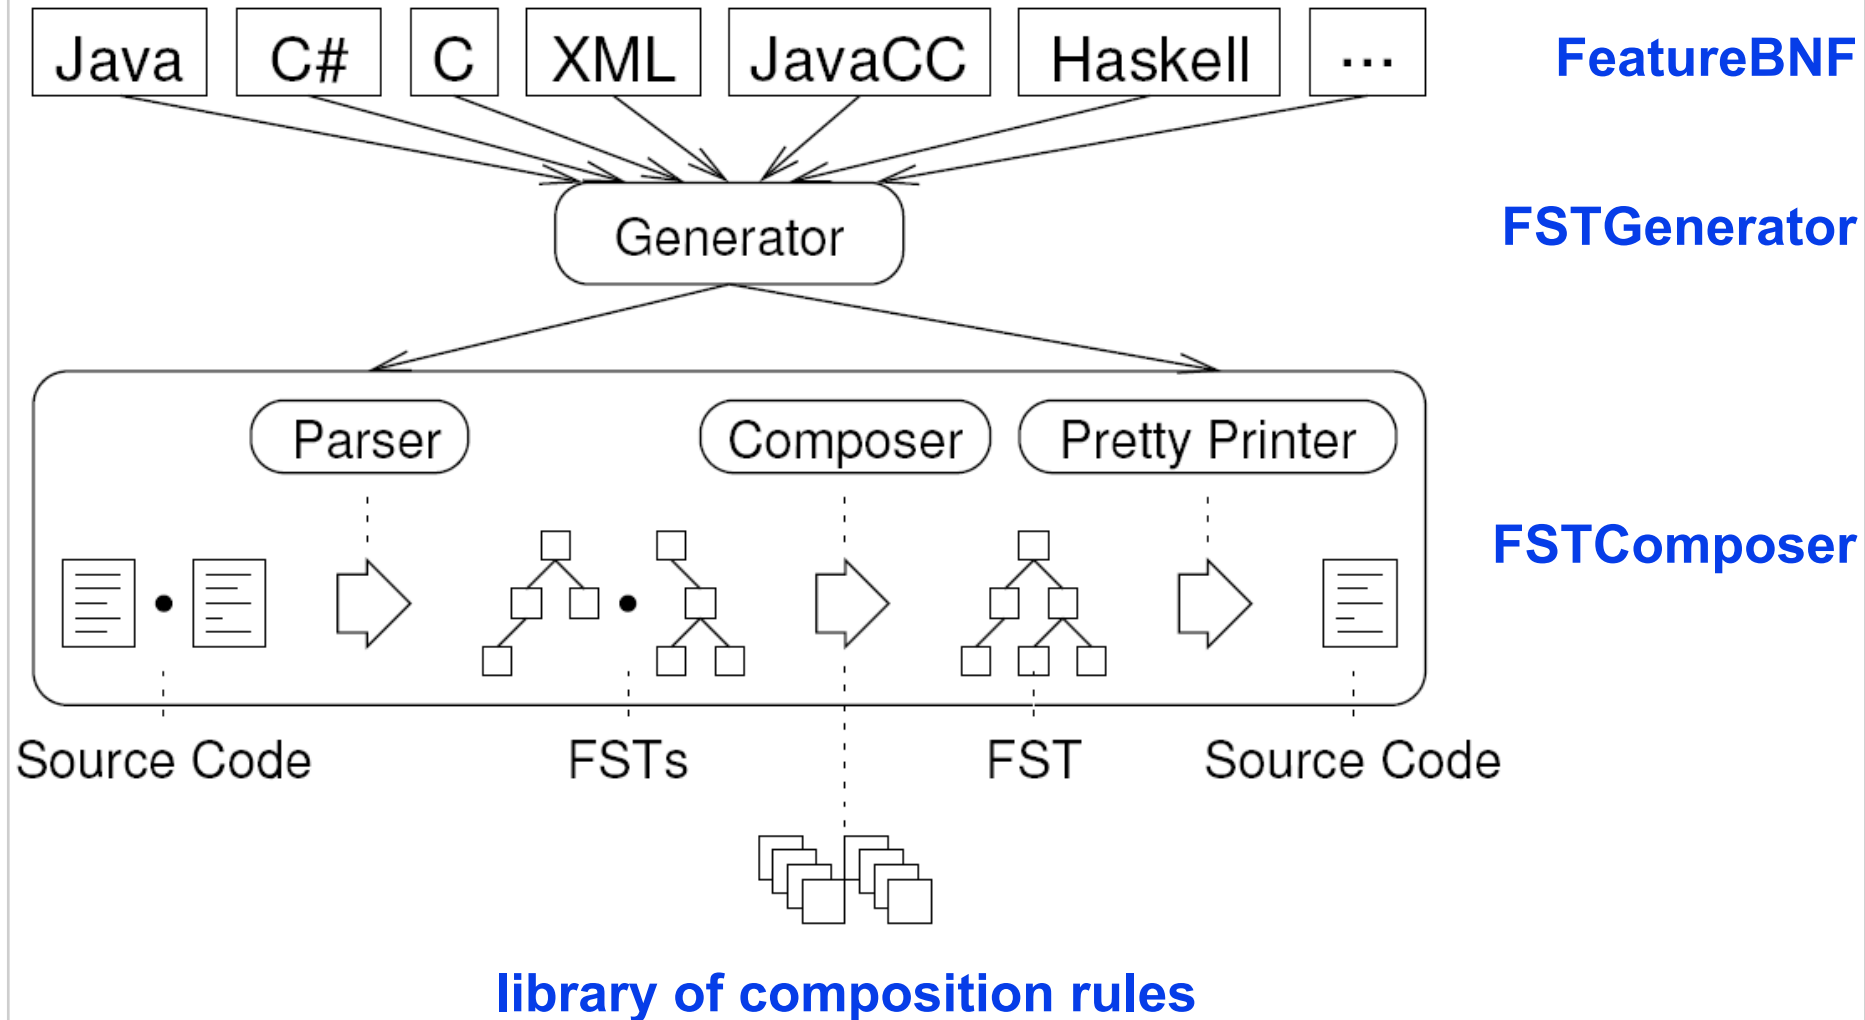 Java C# C XML JavaCC Haskell ... FeatureBNF
Generator FSTGenerator
Parser Composer Pretty Printer
FSTComposer
Source Code FSTs FST Source Code
library of composition rules